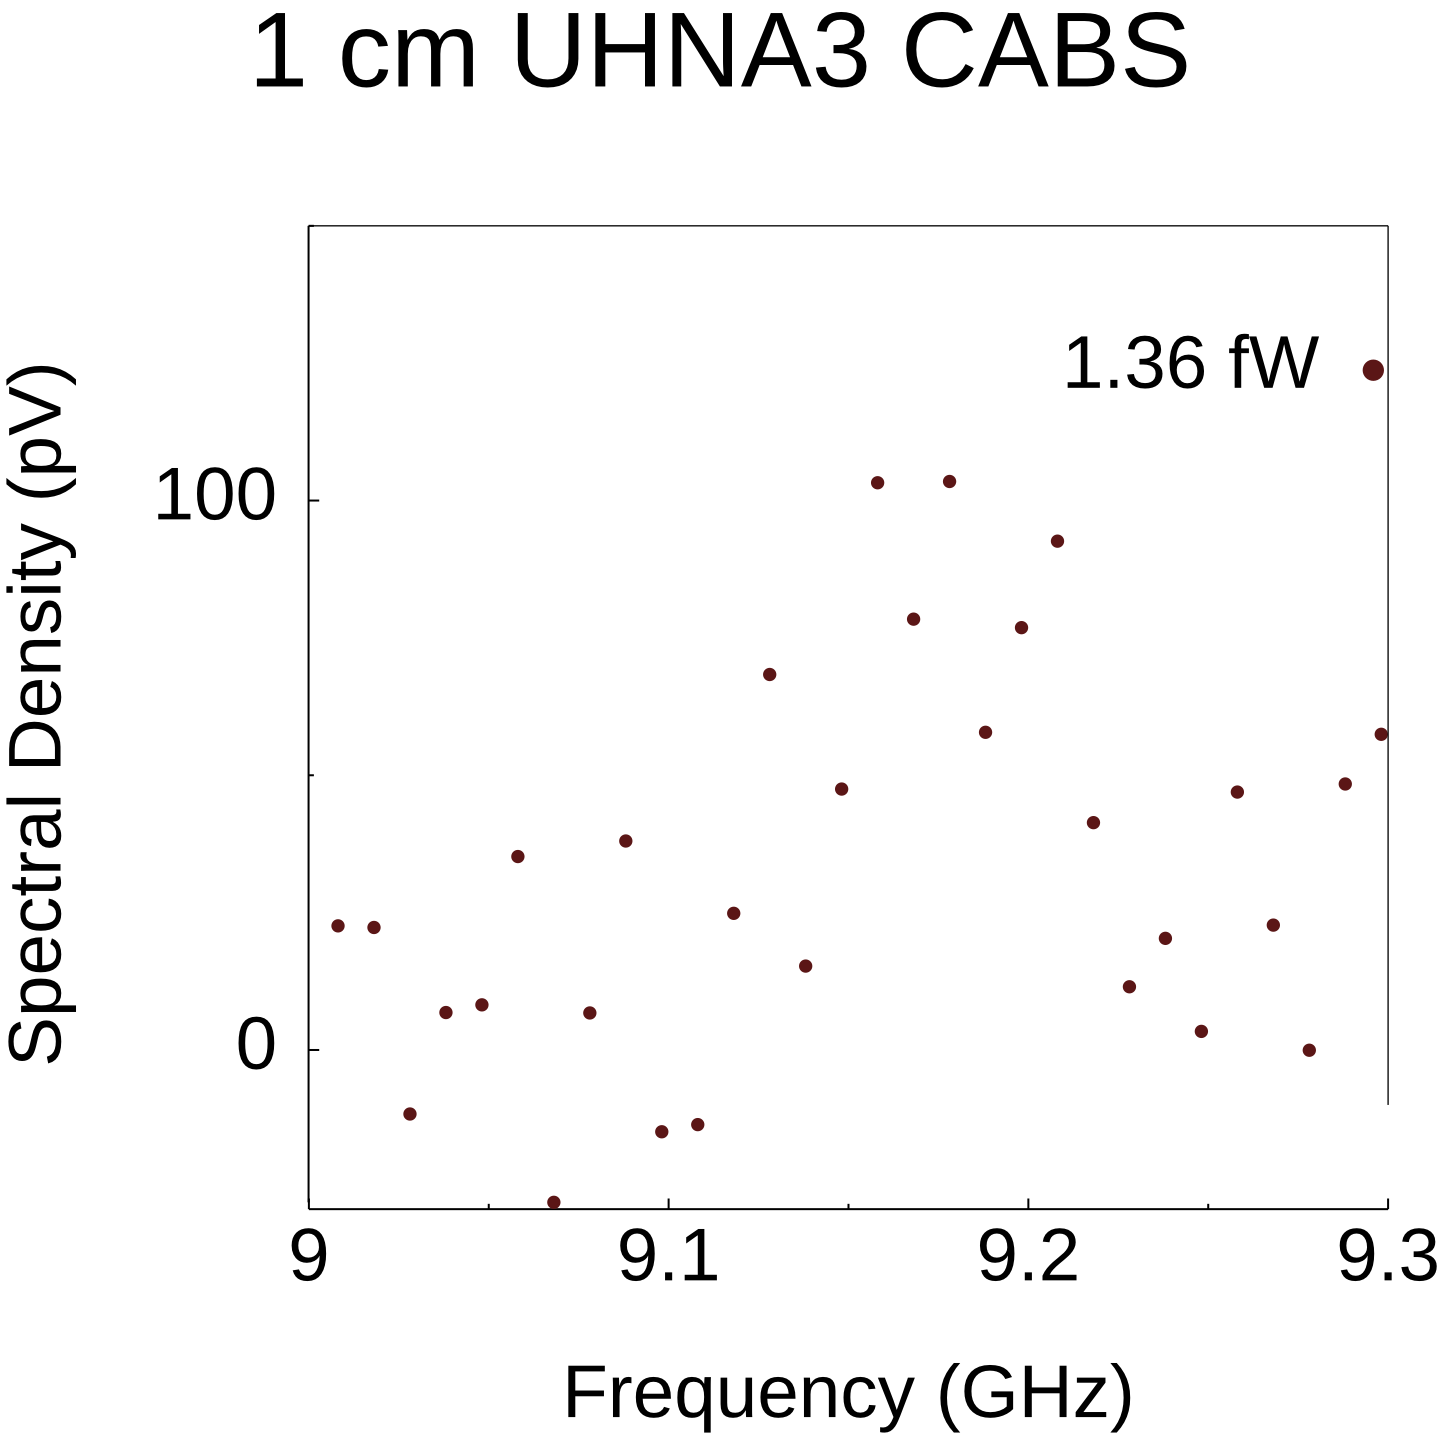 1 cm UHNA3 CABS
1.36 fW
Spectral Density (pV)
100
0
9
9.1
9.2
9.3
Frequency (GHz)